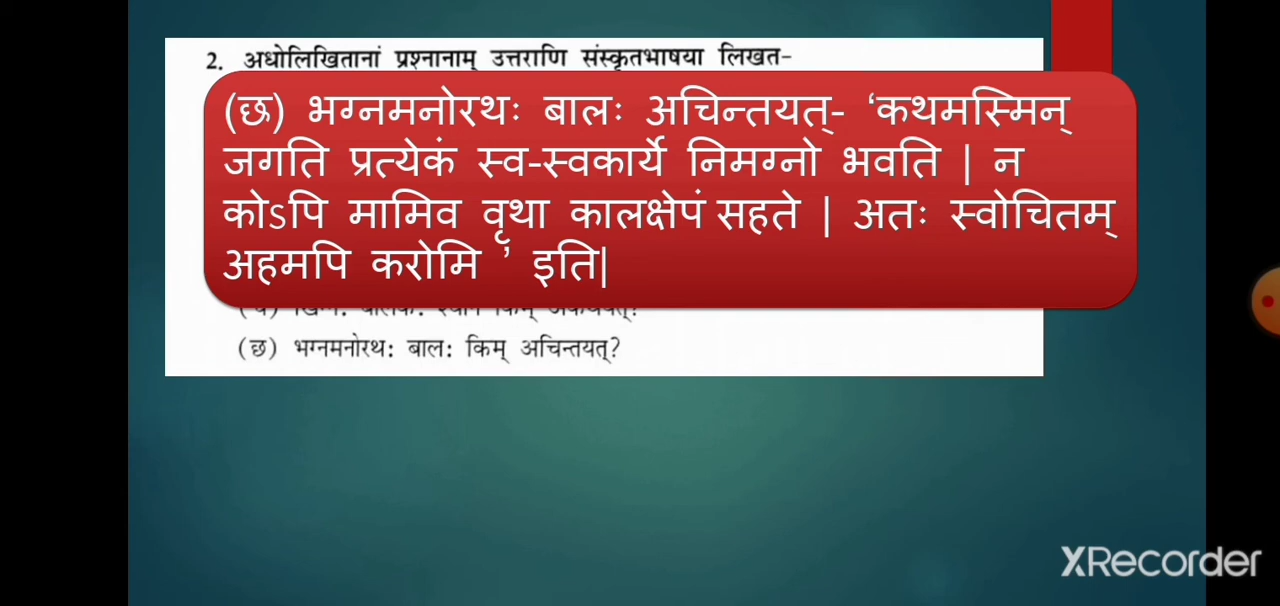 2. अधोलिखितानां प्रश्नानाम् उत्तराणि संस्कृतभाषया लिखत-
(छ) भग्नमनोरथः बालः अचिन्तयत्- ‘कथमस्मिन्
जगति प्रत्येकं स्व-स्वकार्ये निमग्नो भवति | न
कोऽपि मामिव वृथा कालक्षेपं सहते | अतः स्वोचितम्
अहमपि करोमि ’ इति|
(छ) भग्नमनोरथः बालः किम् अचिन्तयत्?
XRecorder